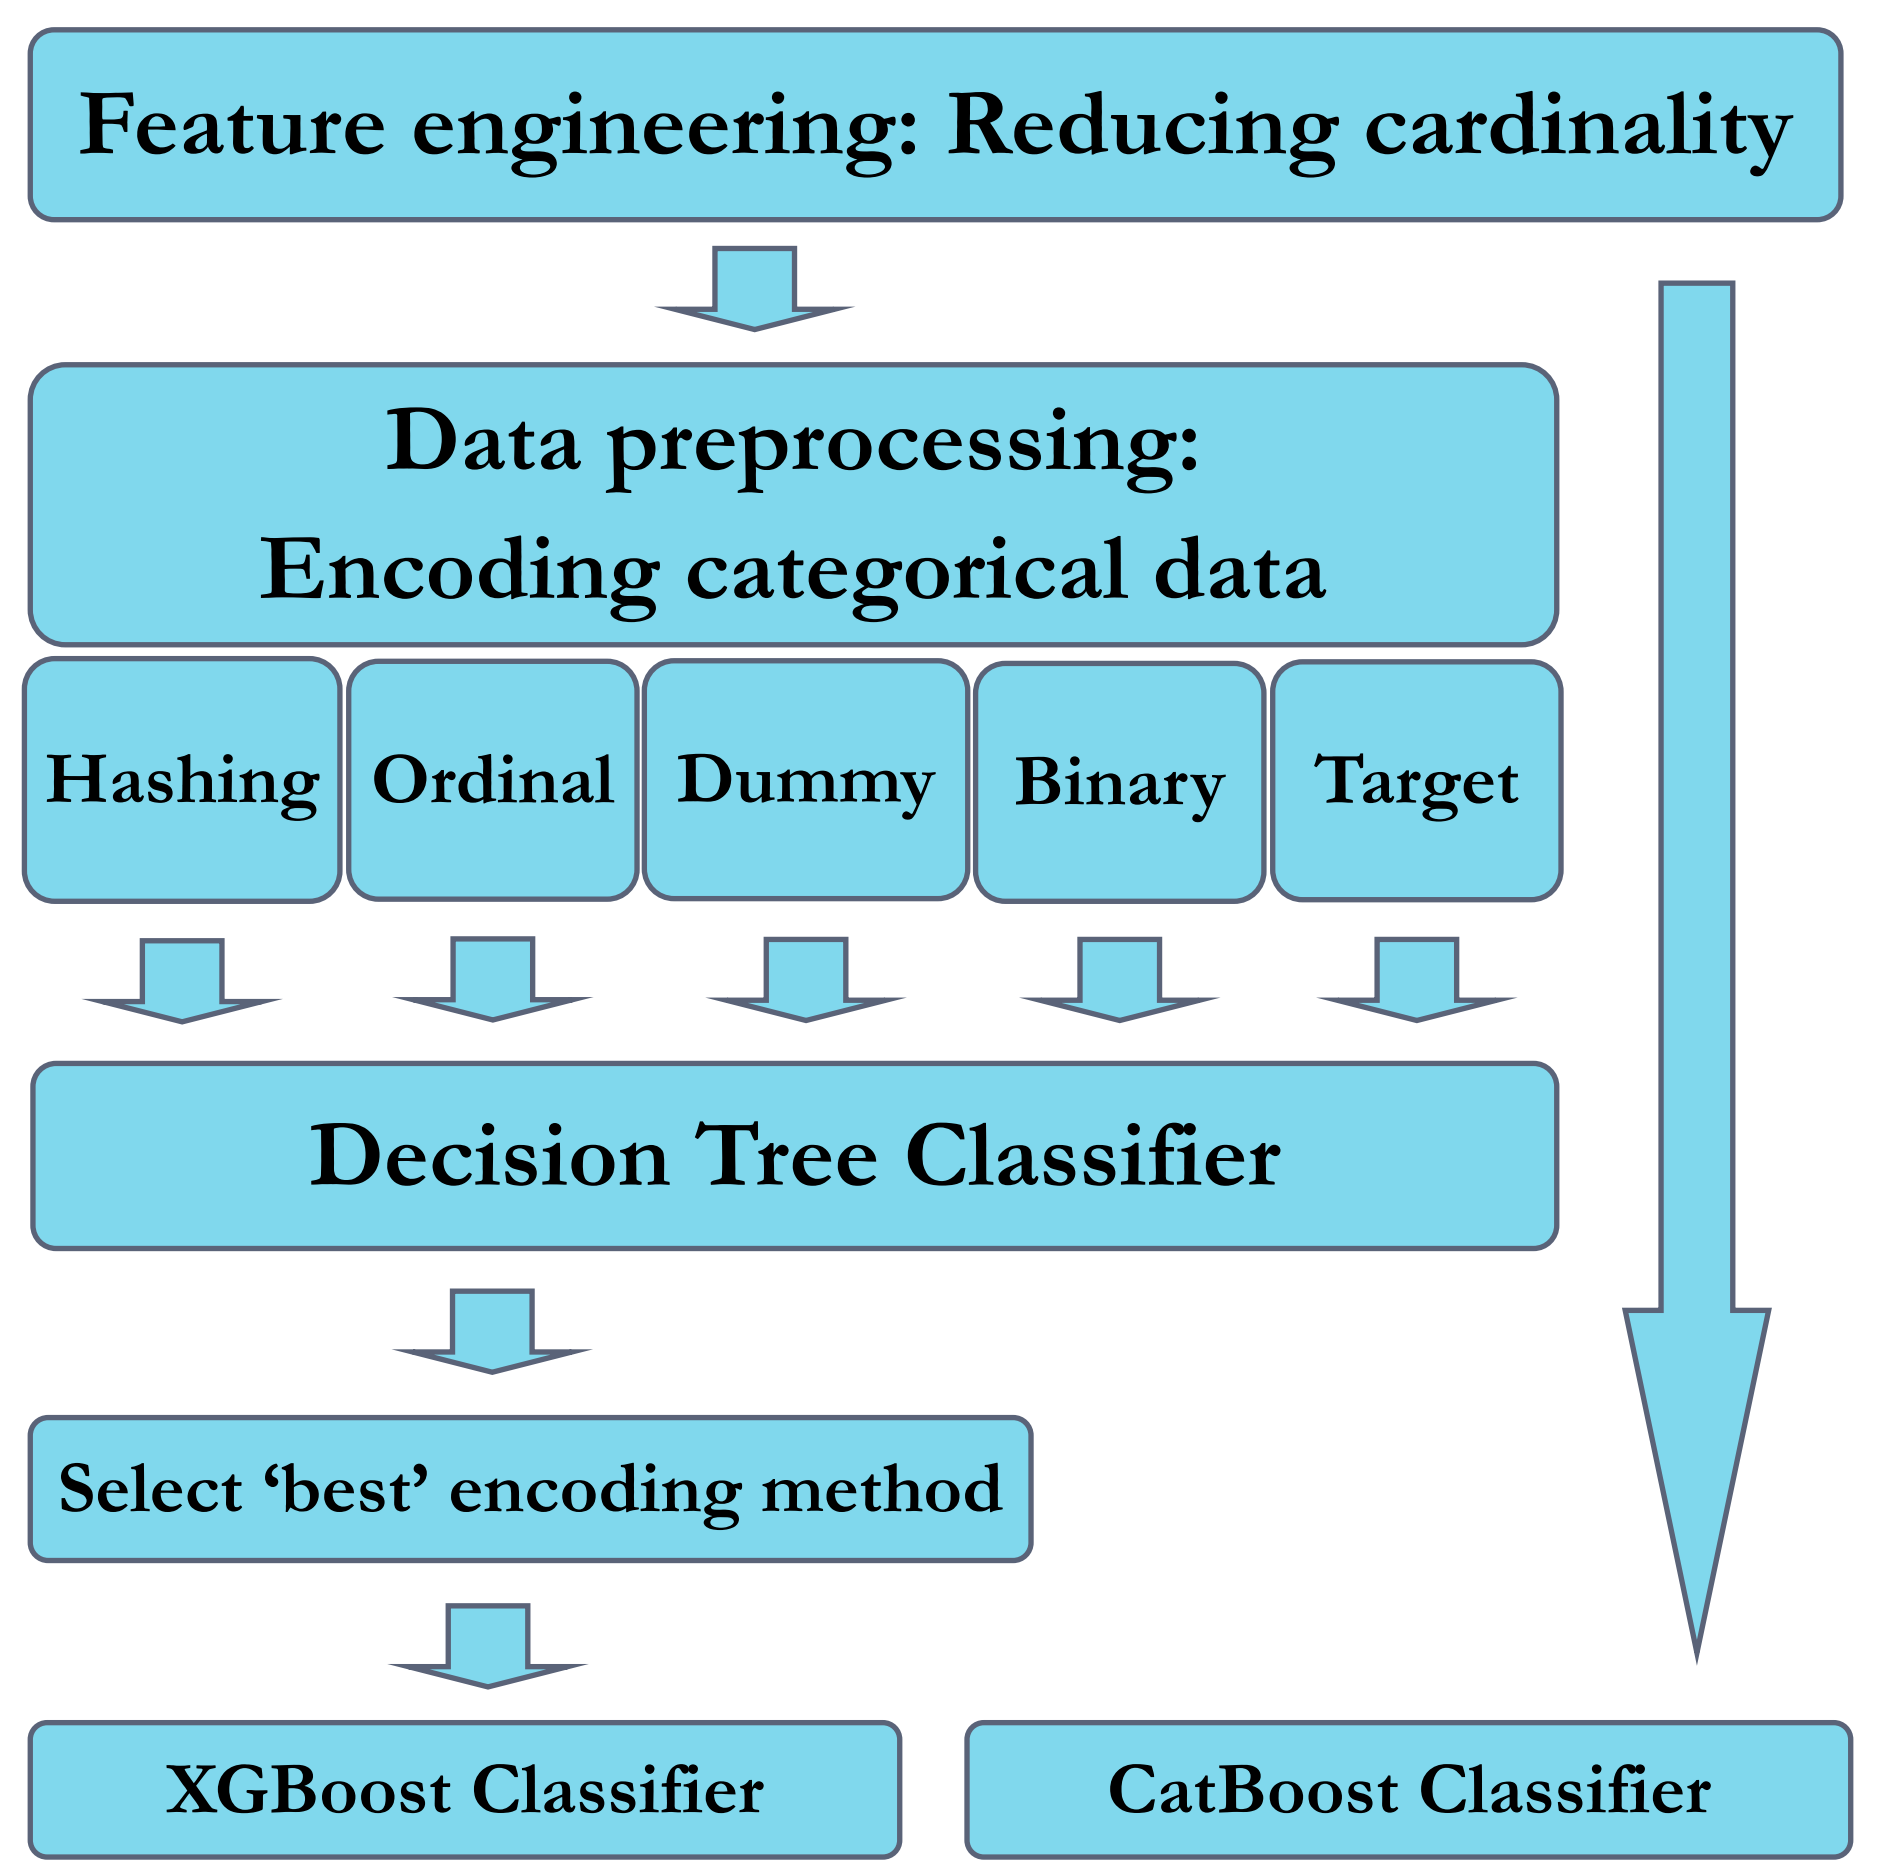 Feature engineering: Reducing cardinality
Data preprocessing:
Encoding categorical data
Hashing
Ordinal
Dummy
Binary
Target
Decision Tree Classifier
Select ‘best’ encoding method
XGBoost Classifier
CatBoost Classifier